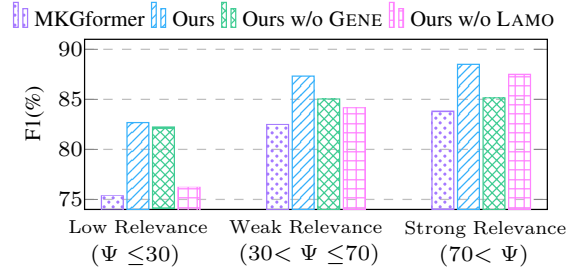 MKGformer Ours Ours w/o GENE Ours w/o LAMO
90
85
80
75
FI(%)
Low Relevance Weak Relevance Strong Relevance
(Ψ ≤30) (30< Ψ ≤70) (70< Ψ)